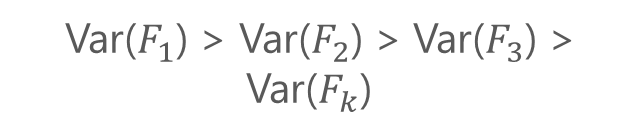 Var(F₁) > Var(F₂) > Var(F₃) >
Var(Fₖ)